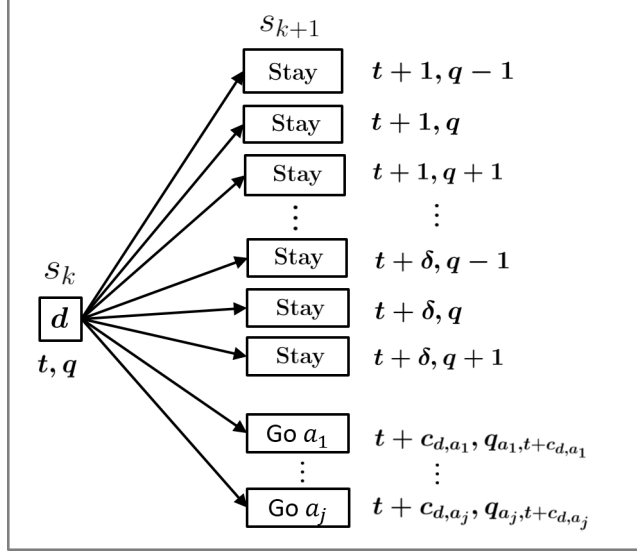 s_{k+1}
Stay t + 1, q − 1
Stay t + 1, q
Stay t + 1, q + 1
⋮ ⋮
Stay t + δ, q − 1
s_k
d Stay t + δ, q
t, q Stay t + δ, q + 1
Go a_1 t + c_{d,a_1}, q_{a_1,t+c_{d,a_1}}
⋮ ⋮
Go a_j t + c_{d,a_j}, q_{a_j,t+c_{d,a_j}}